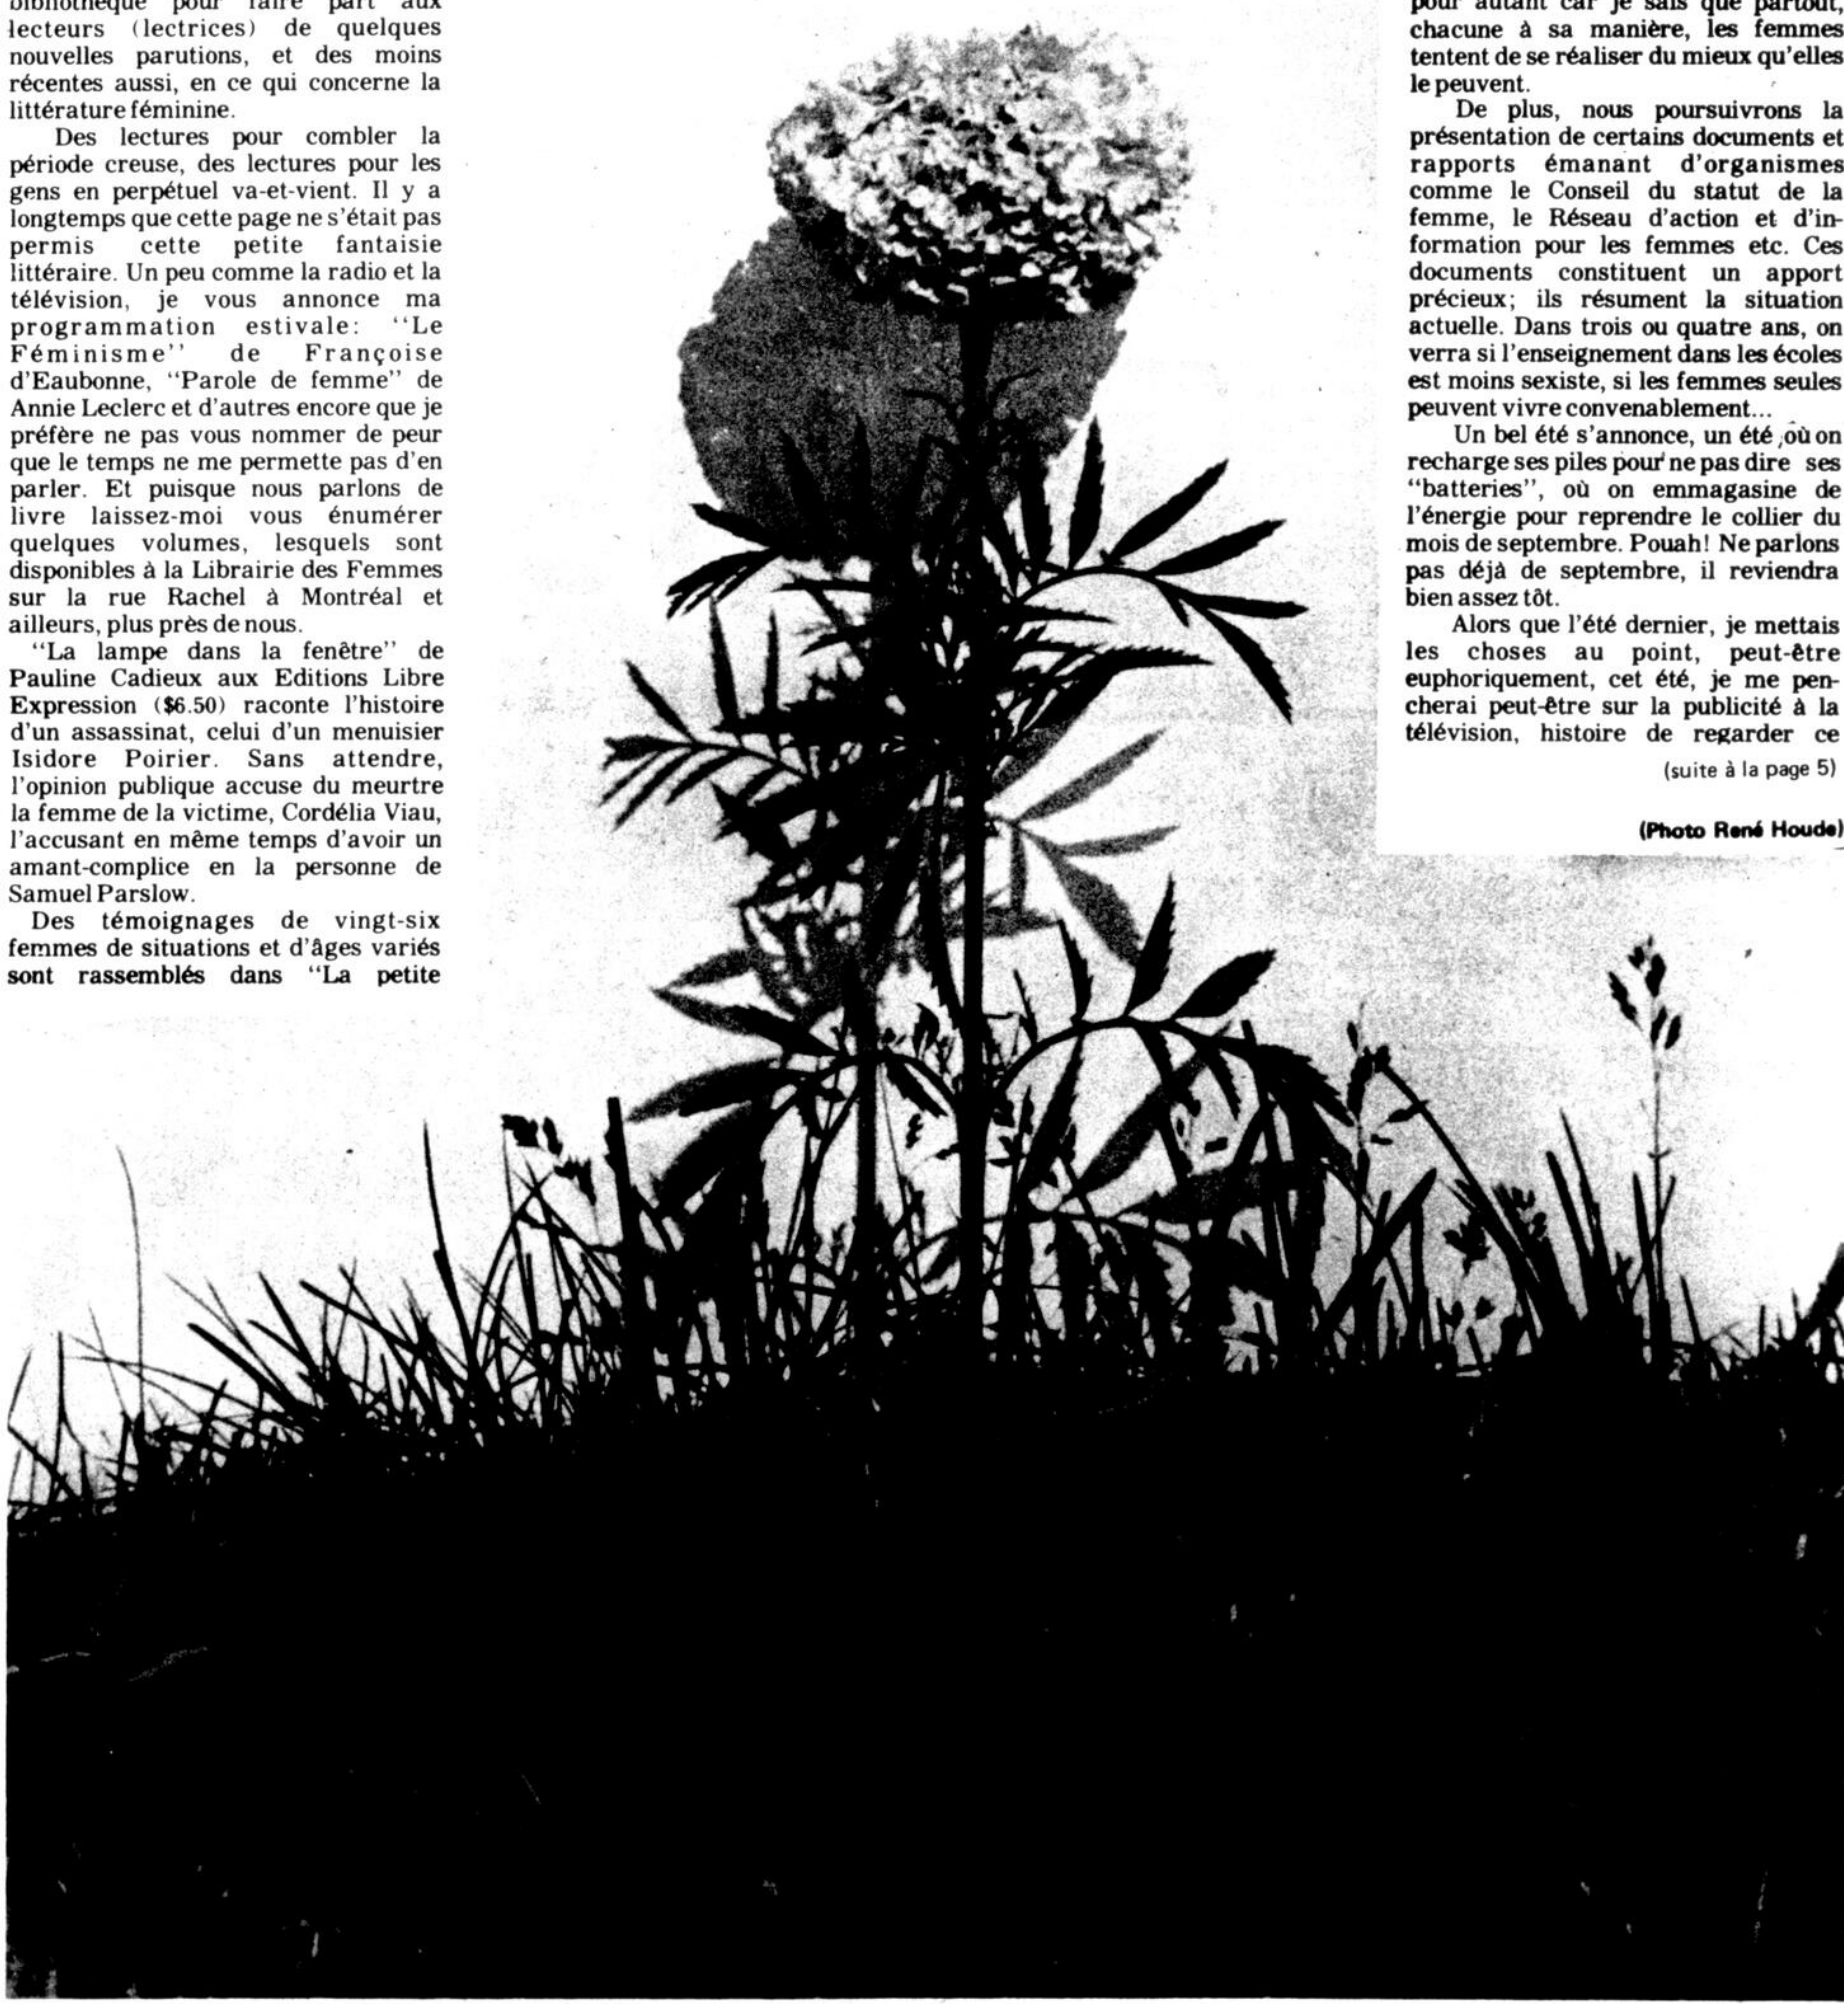 bibliothèque pour faire part aux
lecteurs (lectrices) de quelques
nouvelles parutions, et des moins
récentes aussi, en ce qui concerne la
littérature féminine.
Des lectures pour combler la
période creuse, des lectures pour les
gens en perpétuel va-et-vient. Il y a
longtemps que cette page ne s'était pas
permis cette petite fantaisie
littéraire. Un peu comme la radio et la
télévision, je vous annonce ma
programmation estivale: "Le
Féminisme" de Françoise
d'Eaubonne, "Parole de femme" de
Annie Leclerc et d'autres encore que je
préfère ne pas vous nommer de peur
que le temps ne me permette pas d'en
parler. Et puisque nous parlons de
livre laissez-moi vous énumérer
quelques volumes, lesquels sont
disponibles à la Librairie des Femmes
sur la rue Rachel à Montréal et
ailleurs, plus près de nous.
"La lampe dans la fenêtre" de
Pauline Cadieux aux Editions Libre
Expression ($6.50) raconte l'histoire
d'un assassinat, celui d'un menuisier
Isidore Poirier. Sans attendre,
l'opinion publique accuse du meurtre
la femme de la victime, Cordélia Viau,
l'accusant en même temps d'avoir un
amant-complice en la personne de
Samuel Parslow.
Des témoignages de vingt-six
femmes de situations et d'âges variés
sont rassemblés dans "La petite
pour autant car je sais que partout,
chacune à sa manière, les femmes
tentent de se réaliser du mieux qu'elles
le peuvent.
De plus, nous poursuivrons la
présentation de certains documents et
rapports émanant d'organismes
comme le Conseil du statut de la
femme, le Réseau d'action et d'in-
formation pour les femmes etc. Ces
documents constituent un apport
précieux; ils résument la situation
actuelle. Dans trois ou quatre ans, on
verra si l'enseignement dans les écoles
est moins sexiste, si les femmes seules
peuvent vivre convenablement...
Un bel été s'annonce, un été où on
recharge ses piles pour ne pas dire ses
"batteries", où on emmagasine de
l'énergie pour reprendre le collier du
mois de septembre. Pouah! Ne parlons
pas déjà de septembre, il reviendra
bien assez tôt.
Alors que l'été dernier, je mettais
les choses au point, peut-être
euphoriquement, cet été, je me pen-
cherai peut-être sur la publicité à la
télévision, histoire de regarder ce
(suite à la page 5)
(Photo René Houde)